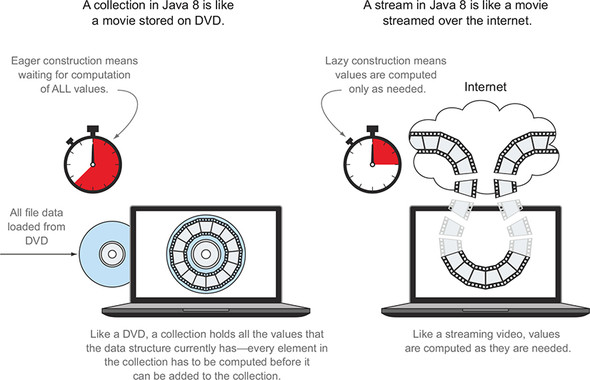 A collection in Java 8 is like
a movie stored on DVD.
Eager construction means
waiting for computation
of ALL values.
All file data
loaded from
DVD
Like a DVD, a collection holds all the values that
the data structure currently has—every element in
the collection has to be computed before it
can be added to the collection.
A stream in Java 8 is like a movie
streamed over the internet.
Lazy construction means
values are computed
only as needed.
Internet
Like a streaming video, values
are computed as they are needed.